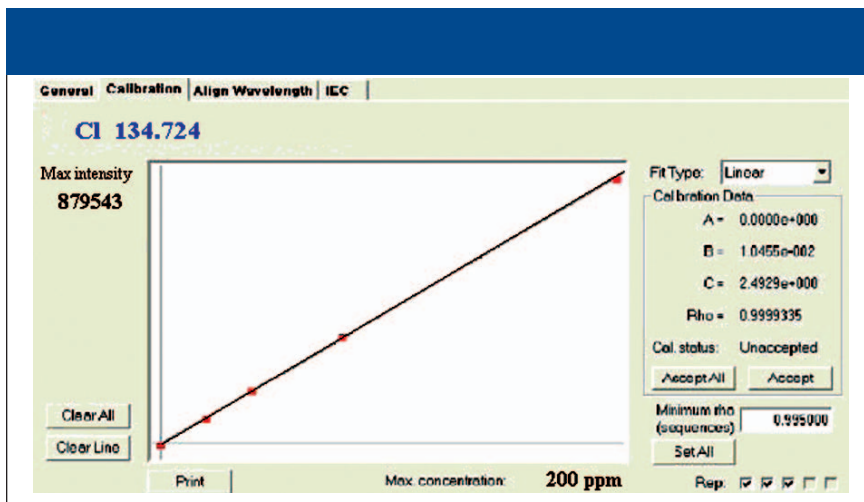 General Calibration Align Wavelength IEC
Cl 134.724
Max intensity
879543
Fit Type: Linear
Calibration Data
A = 0.0000e+000
B = 1.0455e-002
C = 2.4929e+000
Rho = 0.9999335
Cal. status: Unaccepted
Accept All Accept
Clear All
Clear Line
Minimum rho
(sequences) 0.995000
Set All
Print Max. concentration: 200 ppm Rep: